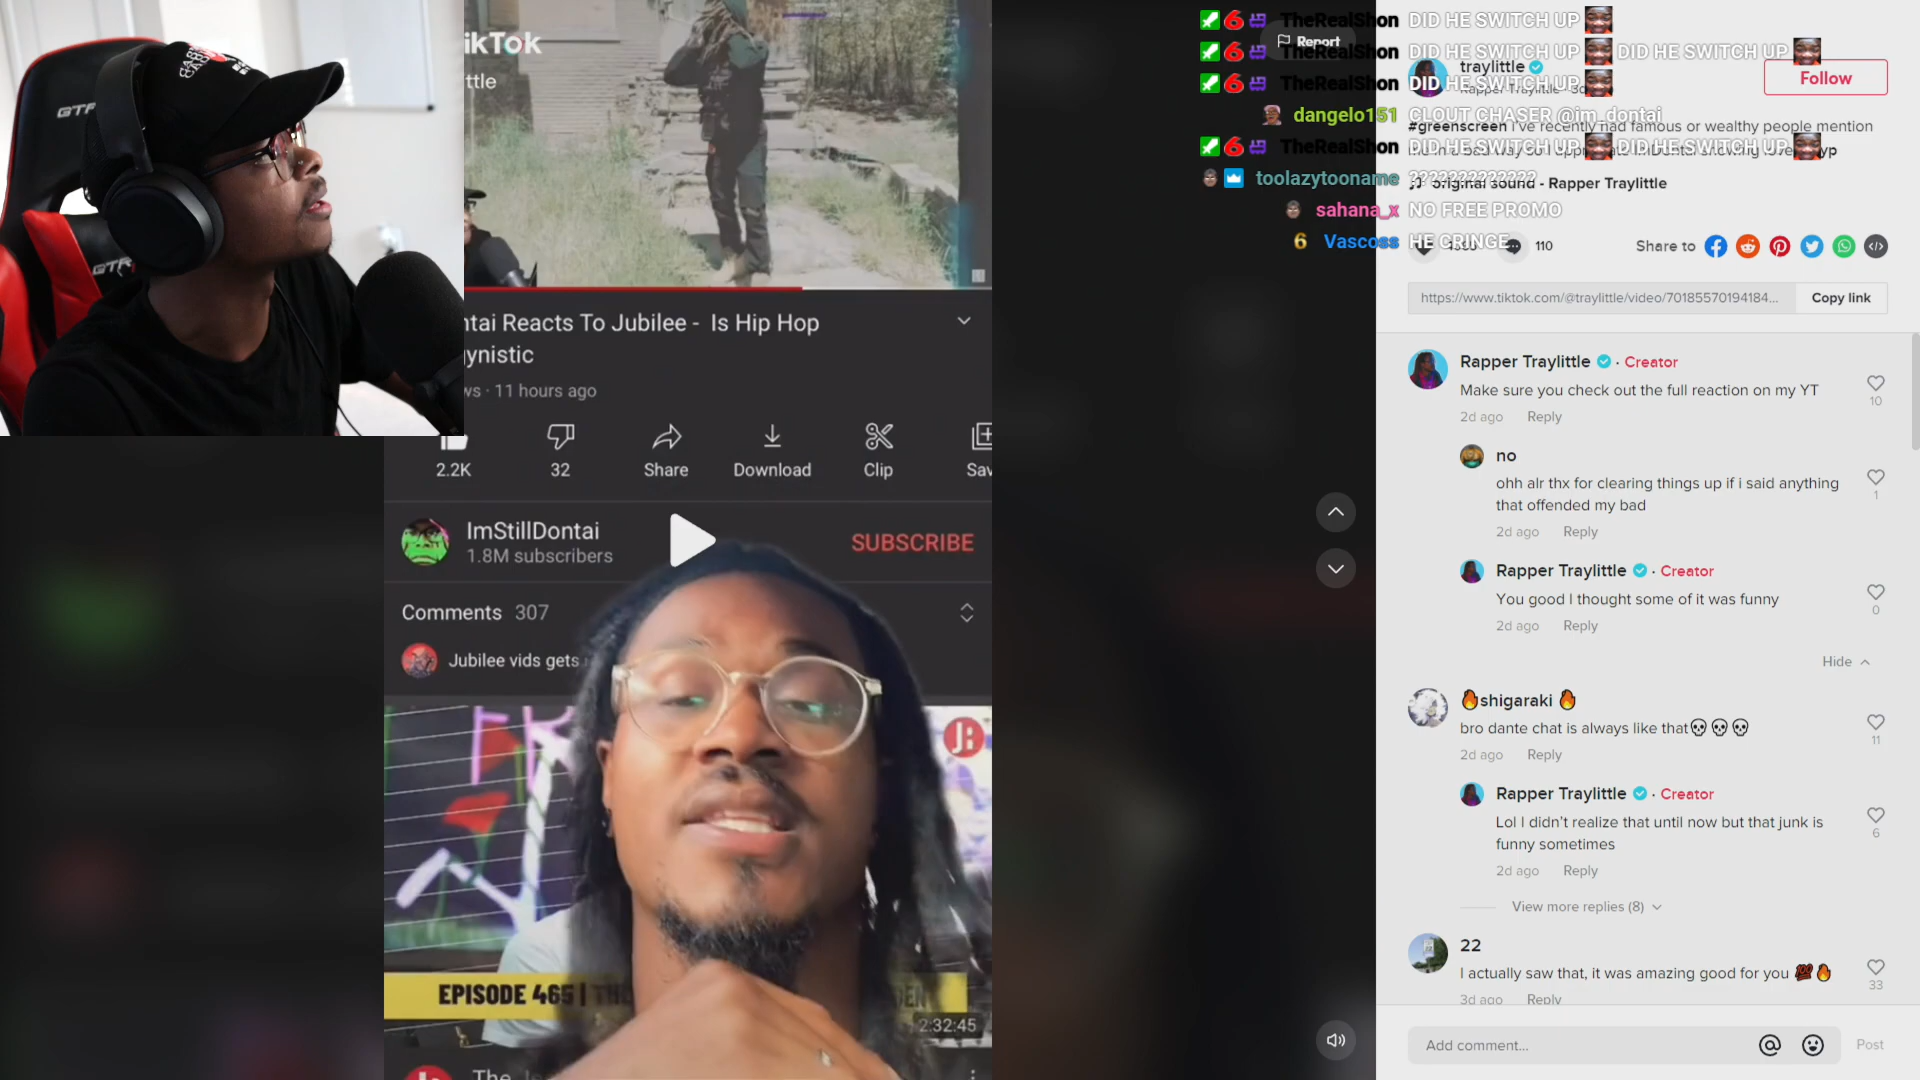 ikTok
ttle
ntai Reacts To Jubilee - Is Hip Hop
ynistic
ws · 11 hours ago
2.2K
32
Share
Download
Clip
Sav
ImStillDontai
1.8M subscribers
SUBSCRIBE
Comments 307
Jubilee vids gets
EPISODE 465 |
2:32:45
The
GTR
GTR
Report
TheRealShon DID HE SWITCH UP
TheRealShon DID HE SWITCH UP DID HE SWITCH UP
TheRealShon DID HE SWITCH UP
dangelo151 CLOUT CHASER @im_dontai
TheRealShon DID HE SWITCH UP DID HE SWITCH UP
toolazytooname ????????????
sahana_x NO FREE PROMO
Vascoss HE CRINGE
traylittle
Follow
#greenscreen I've recently had famous or wealthy people mention
original sound - Rapper Traylittle
110
Share to
https://www.tiktok.com/@traylittle/video/70185570194184...
Copy link
Rapper Traylittle · Creator
Make sure you check out the full reaction on my YT
10
2d ago Reply
no
ohh alr thx for clearing things up if i said anything
that offended my bad
1
2d ago Reply
Rapper Traylittle · Creator
You good I thought some of it was funny
0
2d ago Reply
Hide
🔥shigaraki 🔥
bro dante chat is always like that💀💀💀
11
2d ago Reply
Rapper Traylittle · Creator
Lol I didn't realize that until now but that junk is
funny sometimes
6
2d ago Reply
View more replies (8)
22
I actually saw that, it was amazing good for you 💯🔥
33
3d ago Reply
Add comment...
Post